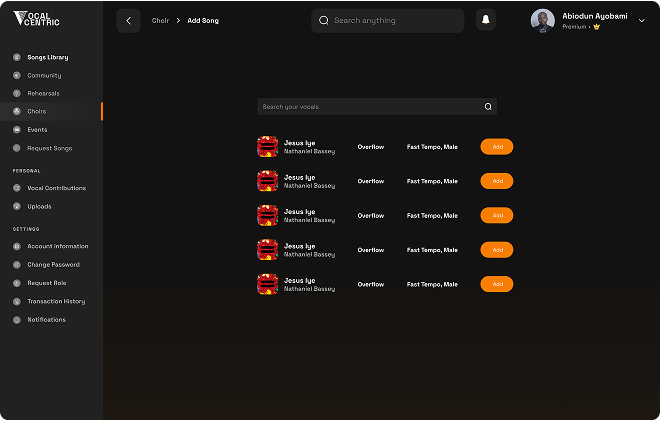 VOCAL
CENTRIC
Choir > Add Song
Search anything
Abiodun Ayobami
Premium •
Songs Library
Community
Rehearsals
Choirs
Events
Request Songs
PERSONAL
Vocal Contributions
Uploads
SETTINGS
Account information
Change Password
Request Role
Transaction History
Notifications
Search your vocals
Jesus Iye
Nathaniel Bassey
Overflow
Fast Tempo, Male
Add
Jesus Iye
Nathaniel Bassey
Overflow
Fast Tempo, Male
Add
Jesus Iye
Nathaniel Bassey
Overflow
Fast Tempo, Male
Add
Jesus Iye
Nathaniel Bassey
Overflow
Fast Tempo, Male
Add
Jesus Iye
Nathaniel Bassey
Overflow
Fast Tempo, Male
Add